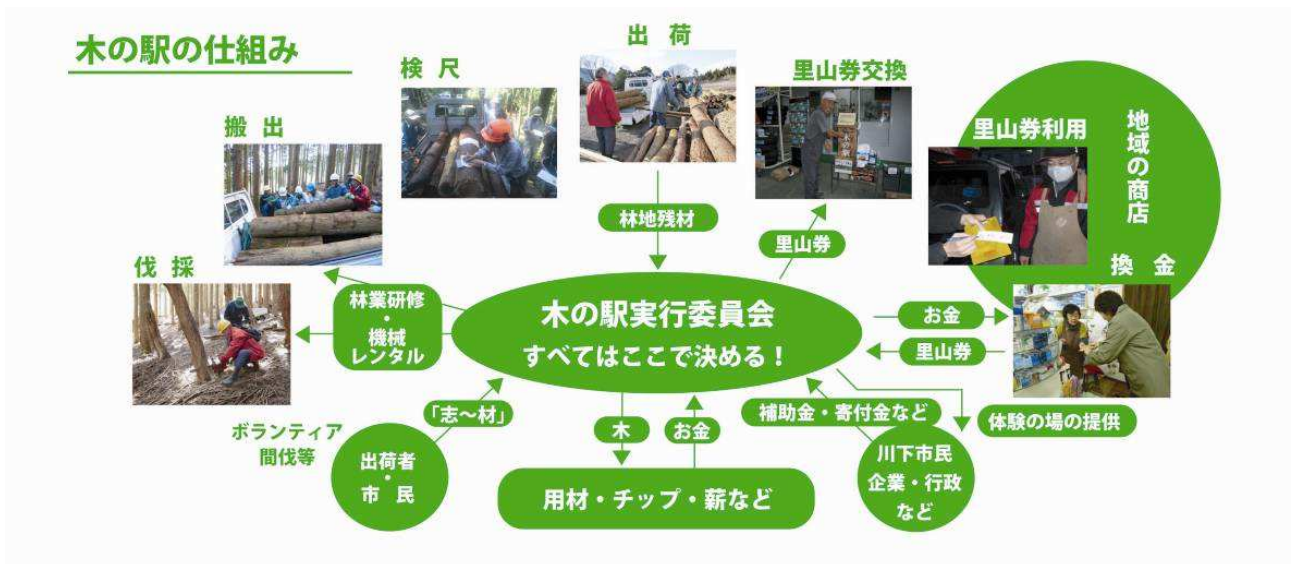 木の駅の仕組み
出荷
検尺
里山券交換
搬出
里山券利用
地域の商店
林地残材
里山券
伐採
換金
林業研修
・
機械
レンタル
木の駅実行委員会
すべてはここで決める！
お金
里山券
「志～材」
補助金・寄付金など
体験の場の提供
ボランティア
間伐等
木
お金
出荷者
・
市民
用材・チップ・薪など
川下市民
企業・行政
など